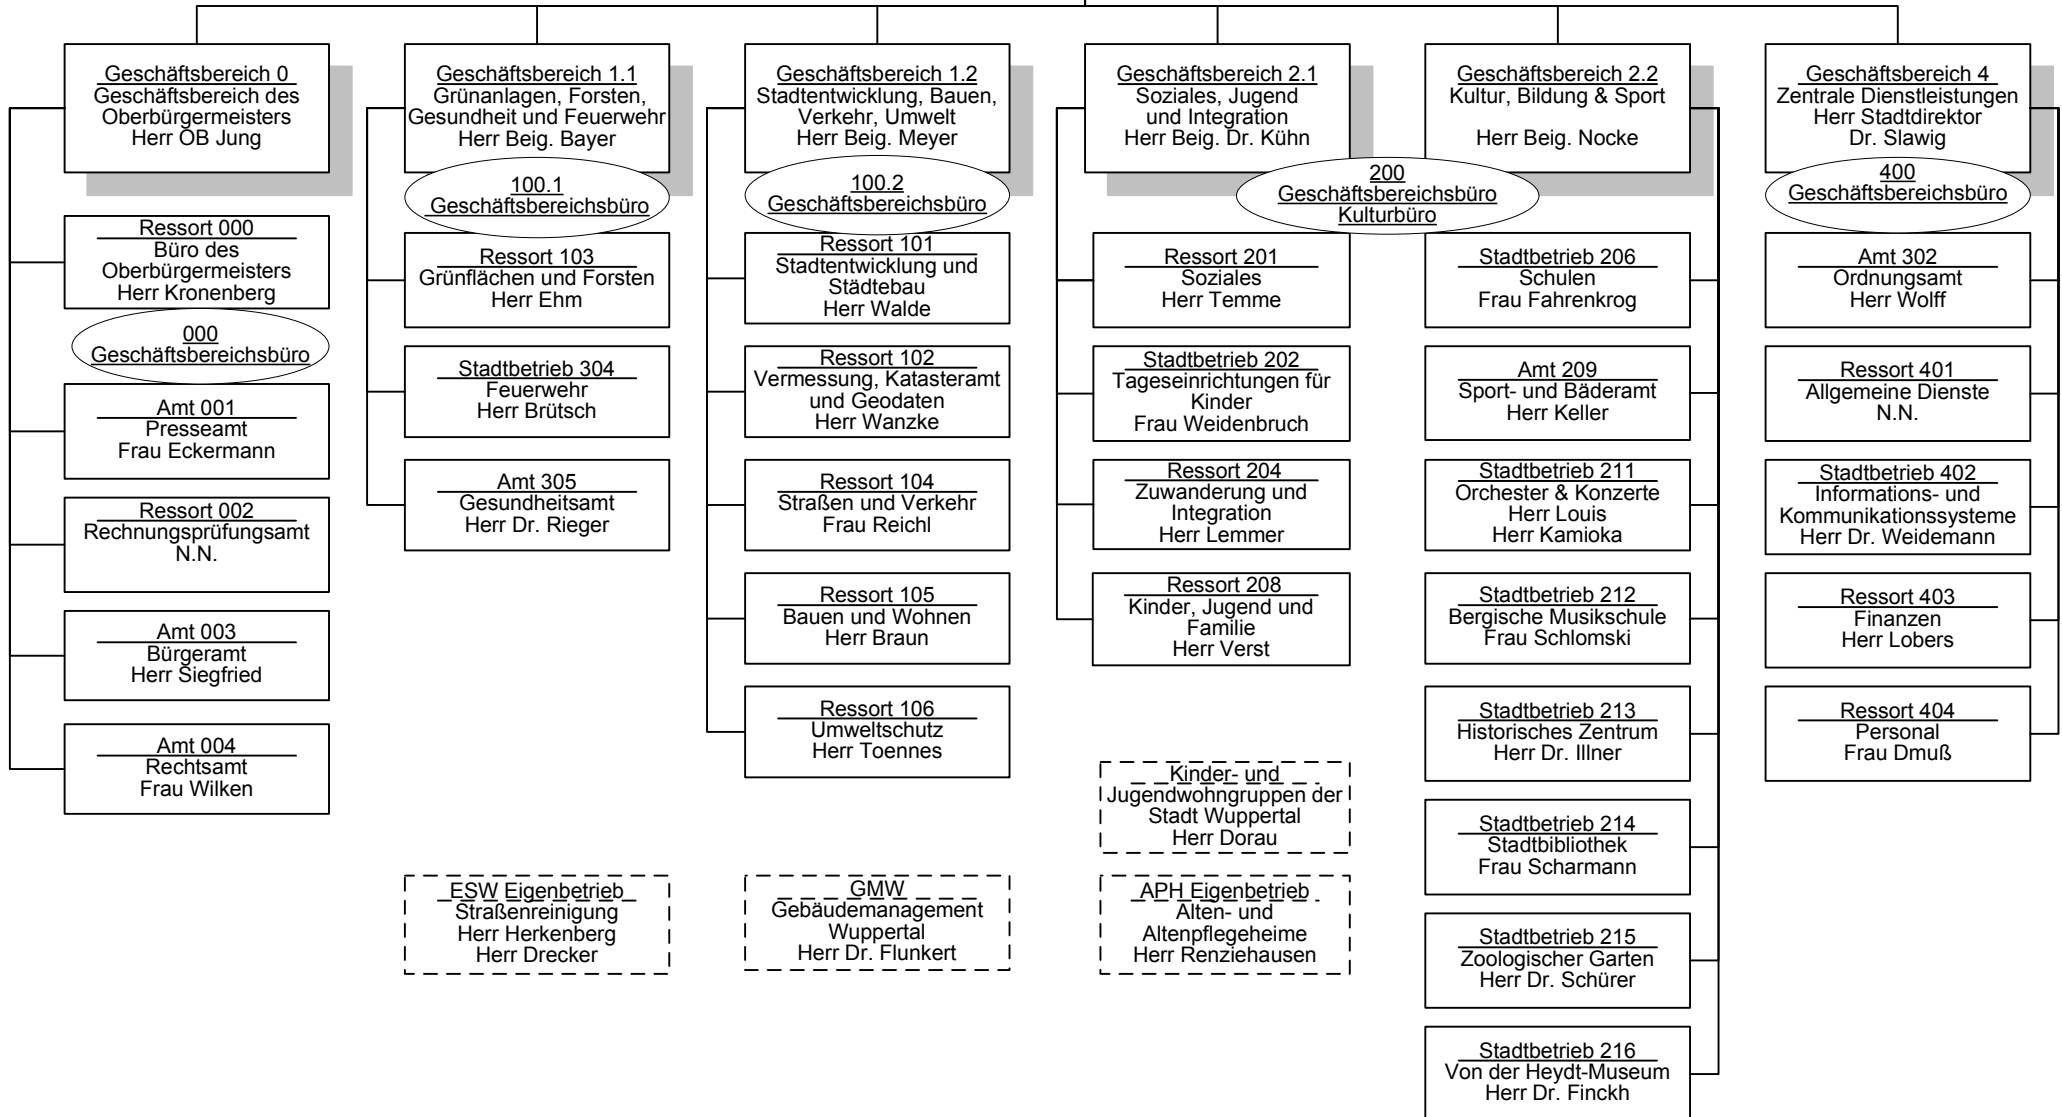 Geschäftsbereich 0
Geschäftsbereich des
Oberbürgermeisters
Herr OB Jung
Ressort 000
Büro des
Oberbürgermeisters
Herr Kronenberg
000
Geschäftsbereichsbüro
Amt 001
Presseamt
Frau Eckermann
Ressort 002
Rechnungsprüfungsamt
N.N.
Amt 003
Bürgeramt
Herr Siegfried
Amt 004
Rechtsamt
Frau Wilken
Geschäftsbereich 1.1
Grünanlagen, Forsten,
Gesundheit und Feuerwehr
Herr Beig. Bayer
100.1
Geschäftsbereichsbüro
Ressort 103
Grünflächen und Forsten
Herr Ehm
Stadtbetrieb 304
Feuerwehr
Herr Brütsch
Amt 305
Gesundheitsamt
Herr Dr. Rieger
ESW Eigenbetrieb
Straßenreinigung
Herr Herkenberg
Herr Drecker
Geschäftsbereich 1.2
Stadtentwicklung, Bauen,
Verkehr, Umwelt
Herr Beig. Meyer
100.2
Geschäftsbereichsbüro
Ressort 101
Stadtentwicklung und
Städtebau
Herr Walde
Ressort 102
Vermessung, Katasteramt
und Geodaten
Herr Wanzke
Ressort 104
Straßen und Verkehr
Frau Reichl
Ressort 105
Bauen und Wohnen
Herr Braun
Ressort 106
Umweltschutz
Herr Toennes
GMW
Gebäudemanagement
Wuppertal
Herr Dr. Flunkert
Geschäftsbereich 2.1
Soziales, Jugend
und Integration
Herr Beig. Dr. Kühn
200
Geschäftsbereichsbüro
Kulturbüro
Ressort 201
Soziales
Herr Temme
Stadtbetrieb 202
Tageseinrichtungen für
Kinder
Frau Weidenbruch
Ressort 204
Zuwanderung und
Integration
Herr Lemmer
Ressort 208
Kinder, Jugend und
Familie
Herr Verst
Kinder- und
Jugendwohngruppen der
Stadt Wuppertal
Herr Dorau
APH Eigenbetrieb
Alten- und
Altenpflegeheime
Herr Renziehausen
Geschäftsbereich 2.2
Kultur, Bildung & Sport
Herr Beig. Nocke
Stadtbetrieb 206
Schulen
Frau Fahrenkrog
Amt 209
Sport- und Bäderamt
Herr Keller
Stadtbetrieb 211
Orchester & Konzerte
Herr Louis
Herr Kamioka
Stadtbetrieb 212
Bergische Musikschule
Frau Schlomski
Stadtbetrieb 213
Historisches Zentrum
Herr Dr. Illner
Stadtbetrieb 214
Stadtbibliothek
Frau Scharmann
Stadtbetrieb 215
Zoologischer Garten
Herr Dr. Schürer
Stadtbetrieb 216
Von der Heydt-Museum
Herr Dr. Finckh
Geschäftsbereich 4
Zentrale Dienstleistungen
Herr Stadtdirektor
Dr. Slawig
400
Geschäftsbereichsbüro
Amt 302
Ordnungsamt
Herr Wolff
Ressort 401
Allgemeine Dienste
N.N.
Stadtbetrieb 402
Informations- und
Kommunikationssysteme
Herr Dr. Weidemann
Ressort 403
Finanzen
Herr Lobers
Ressort 404
Personal
Frau Dmuß